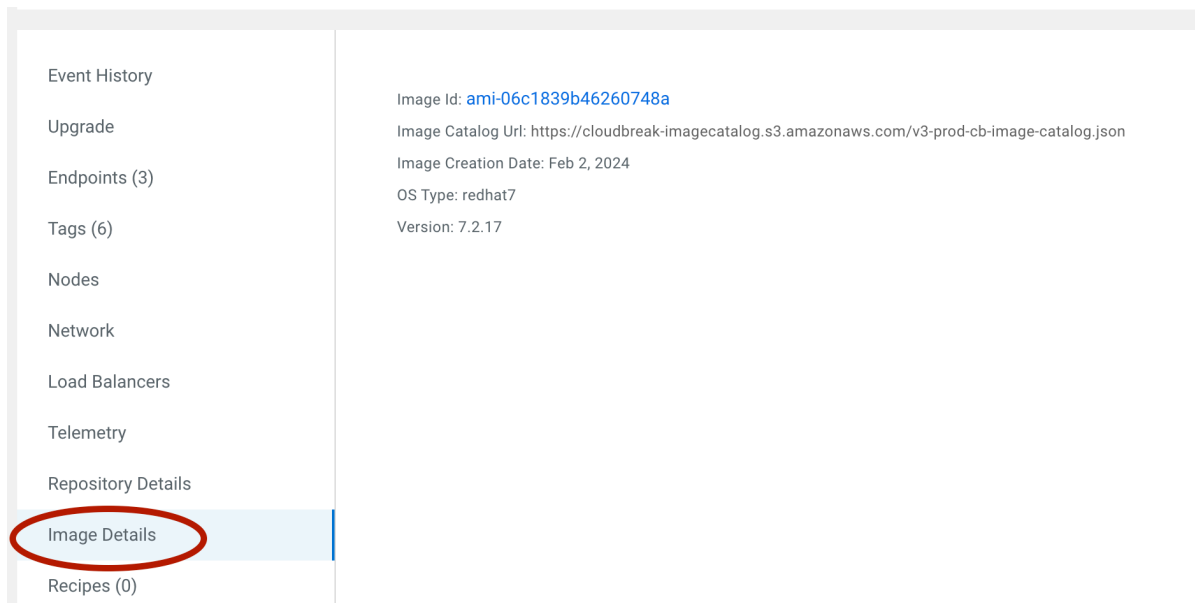 Event History
Upgrade
Endpoints (3)
Tags (6)
Nodes
Network
Load Balancers
Telemetry
Repository Details
Image Details
Recipes (0)
Image Id: ami-06c1839b46260748a
Image Catalog Url: https://cloudbreak-imagecatalog.s3.amazonaws.com/v3-prod-cb-image-catalog.json
Image Creation Date: Feb 2, 2024
OS Type: redhat7
Version: 7.2.17